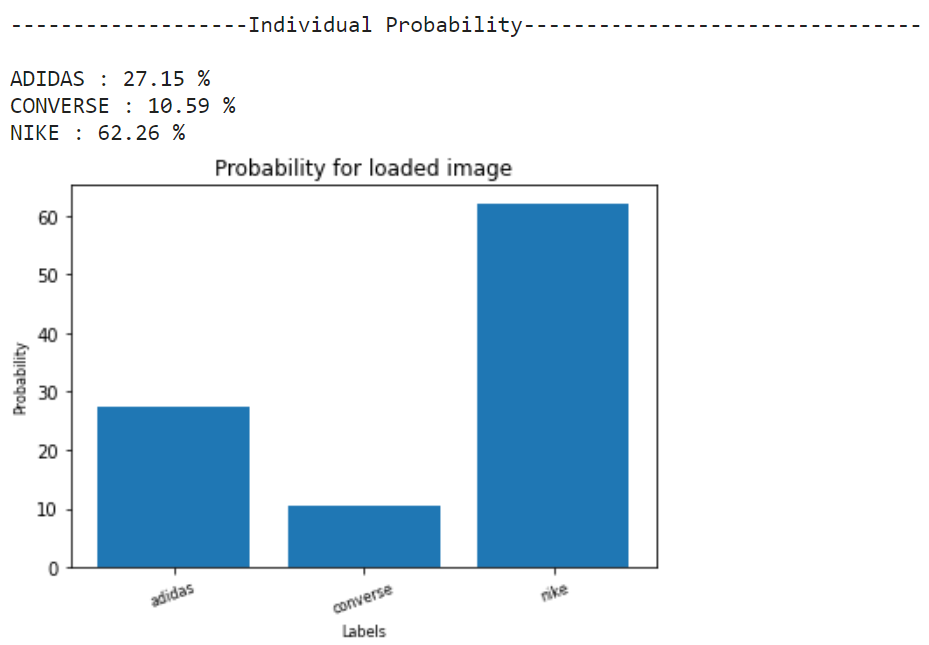 -------------------Individual Probability--------------------------------
ADIDAS : 27.15 %
CONVERSE : 10.59 %
NIKE : 62.26 %
Probability for loaded image
60
50
40
30
20
10
0
Probability
adidas converse nike
Labels